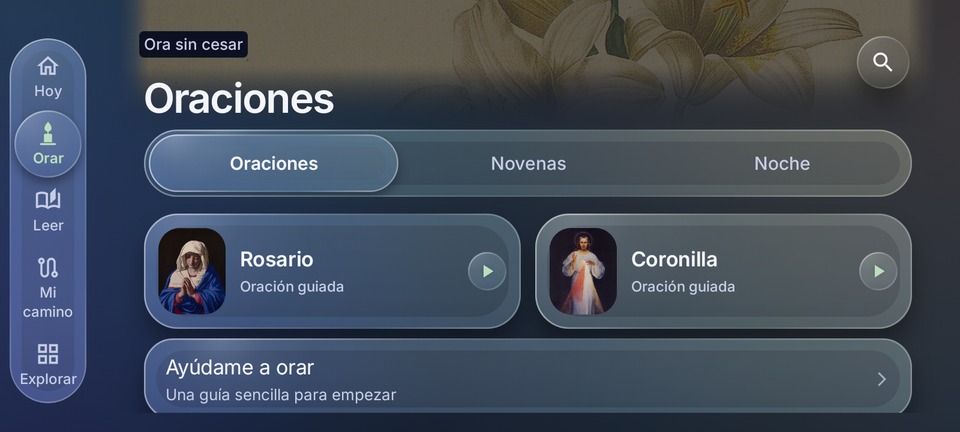 Ora sin cesar
Oraciones
Hoy
Orar
Leer
Mi
camino
Explorar
Oraciones
Novenas
Noche
Rosario
Oración guiada
Coronilla
Oración guiada
Ayúdame a orar
Una guía sencilla para empezar